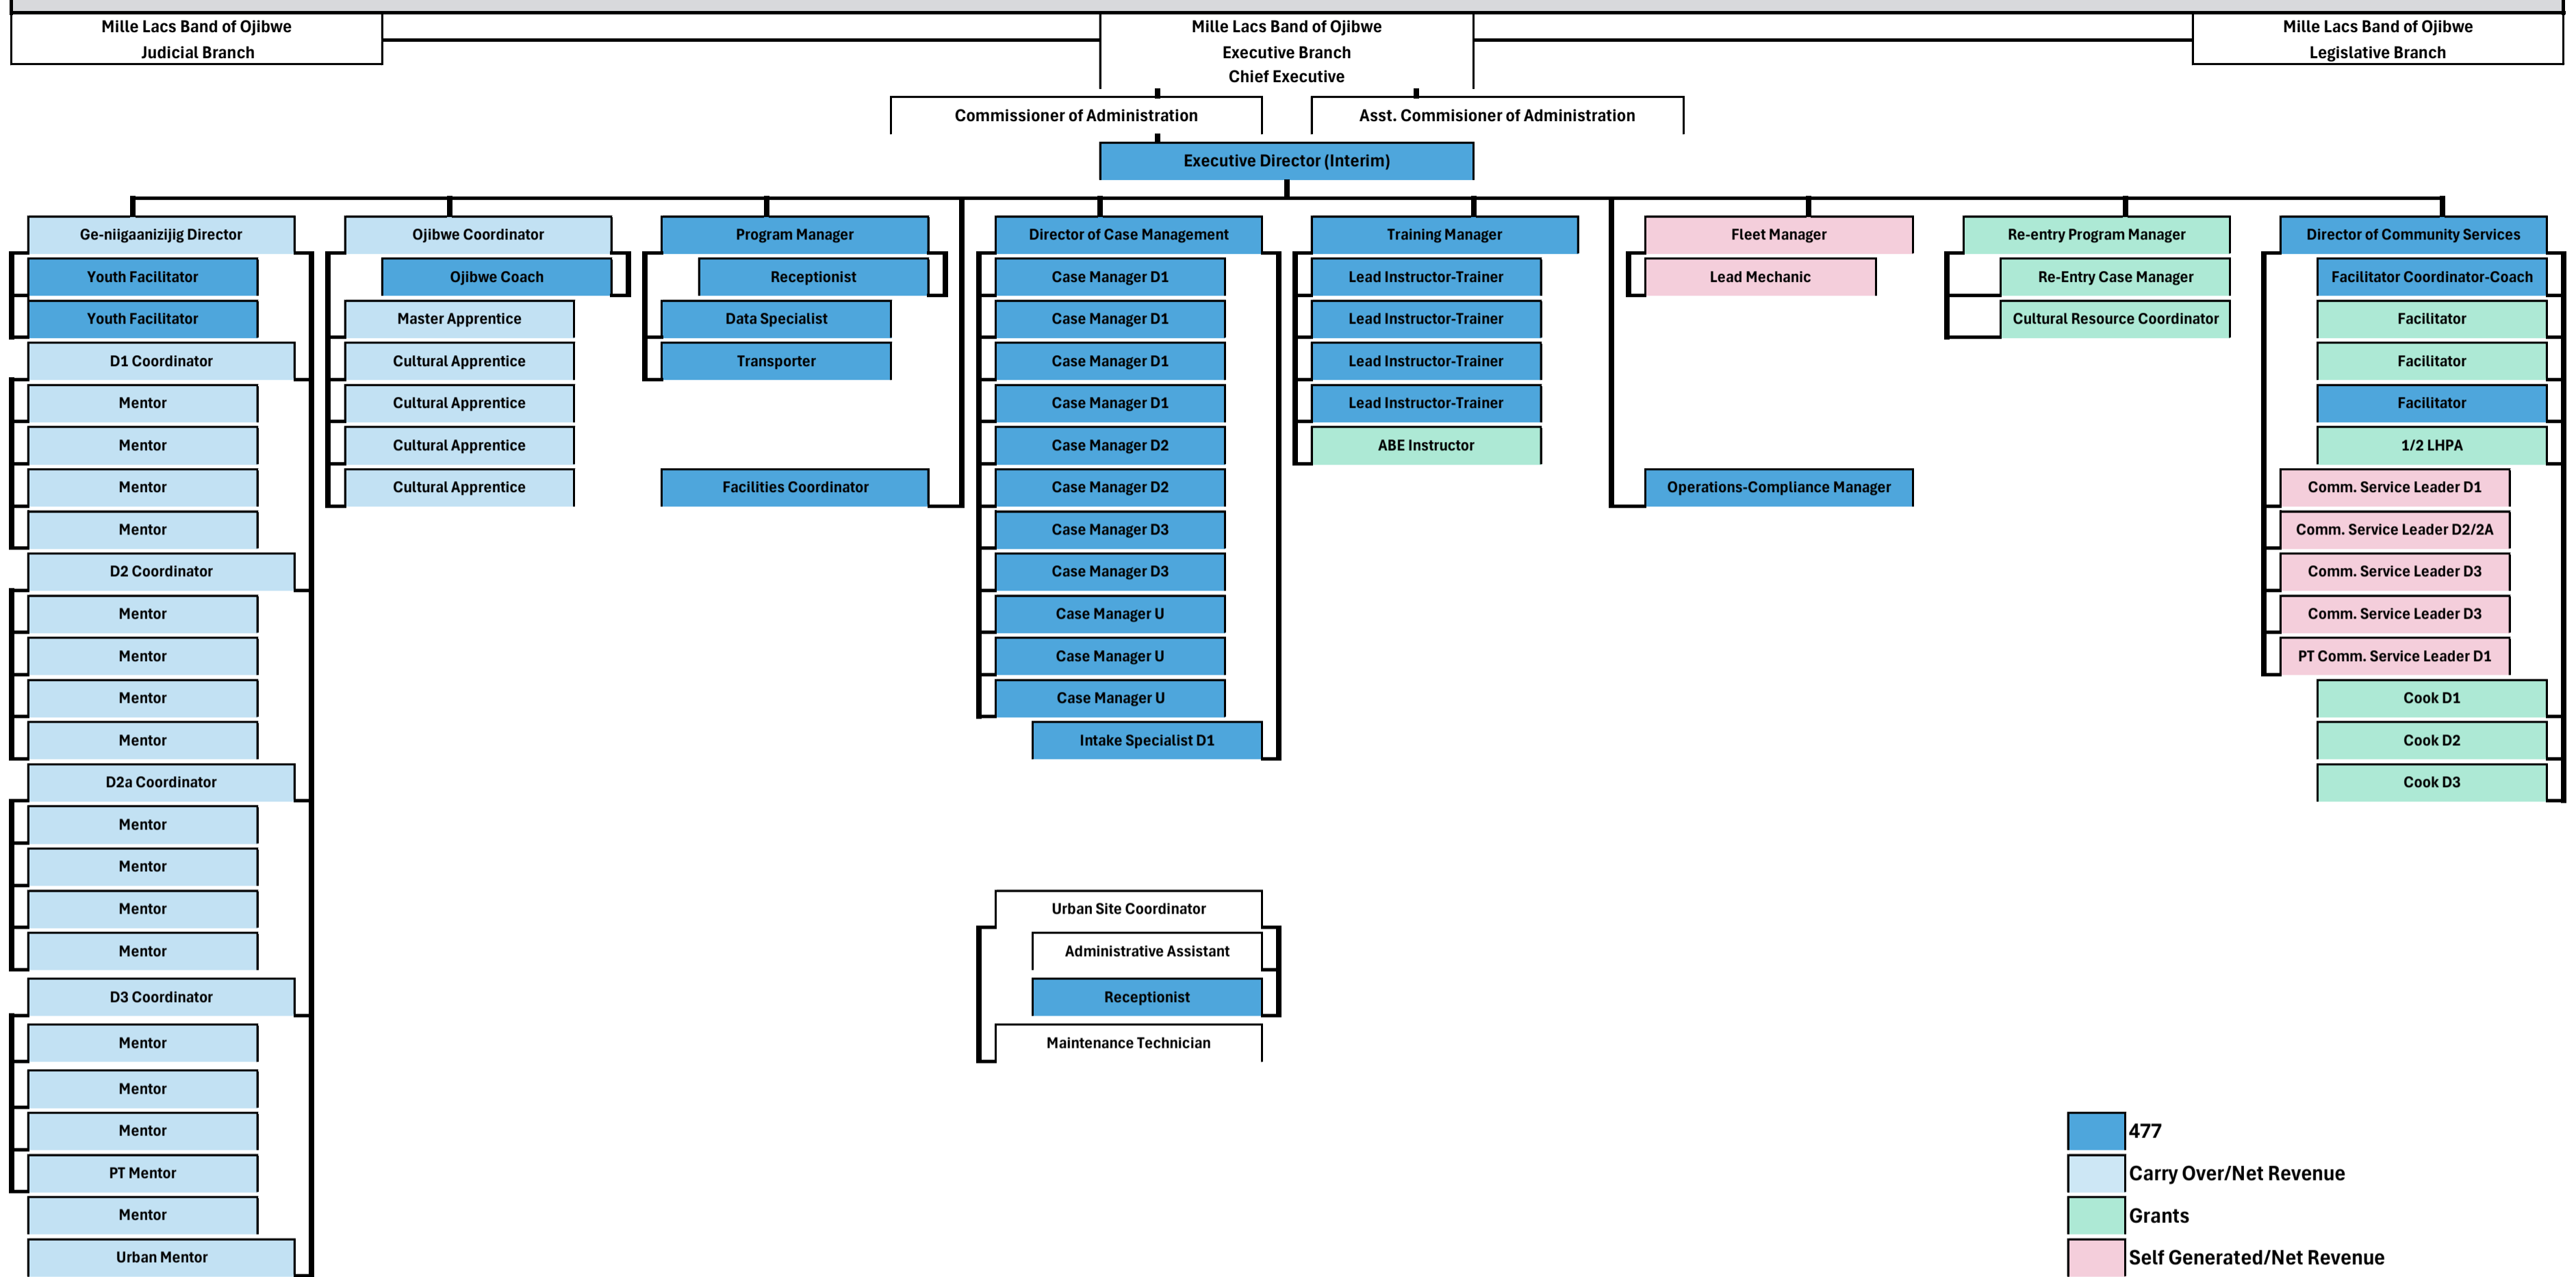 Mille Lacs Band of Ojibwe
Judicial Branch
Mille Lacs Band of Ojibwe
Executive Branch
Chief Executive
Mille Lacs Band of Ojibwe
Legislative Branch
Commissioner of Administration
Asst. Commisioner of Administration
Executive Director (Interim)
Ge-niigaanizijig Director
Youth Facilitator
Youth Facilitator
D1 Coordinator
Mentor
Mentor
Mentor
Mentor
D2 Coordinator
Mentor
Mentor
Mentor
Mentor
D2a Coordinator
Mentor
Mentor
Mentor
Mentor
D3 Coordinator
Mentor
Mentor
Mentor
PT Mentor
Mentor
Urban Mentor
Ojibwe Coordinator
Ojibwe Coach
Master Apprentice
Cultural Apprentice
Cultural Apprentice
Cultural Apprentice
Cultural Apprentice
Program Manager
Receptionist
Data Specialist
Transporter
Facilities Coordinator
Director of Case Management
Case Manager D1
Case Manager D1
Case Manager D1
Case Manager D1
Case Manager D2
Case Manager D2
Case Manager D3
Case Manager D3
Case Manager U
Case Manager U
Case Manager U
Intake Specialist D1
Urban Site Coordinator
Administrative Assistant
Receptionist
Maintenance Technician
Training Manager
Lead Instructor-Trainer
Lead Instructor-Trainer
Lead Instructor-Trainer
Lead Instructor-Trainer
ABE Instructor
Fleet Manager
Lead Mechanic
Operations-Compliance Manager
Re-entry Program Manager
Re-Entry Case Manager
Cultural Resource Coordinator
Director of Community Services
Facilitator Coordinator-Coach
Facilitator
Facilitator
Facilitator
1/2 LHPA
Comm. Service Leader D1
Comm. Service Leader D2/2A
Comm. Service Leader D3
Comm. Service Leader D3
PT Comm. Service Leader D1
Cook D1
Cook D2
Cook D3
477
Carry Over/Net Revenue
Grants
Self Generated/Net Revenue